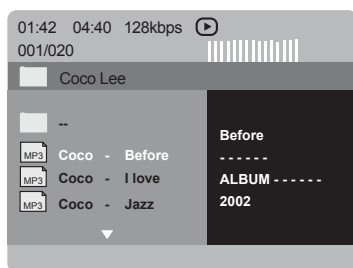 01:42 04:40 128kbps
001/020
Coco Lee
--
MP3 Coco - Before
MP3 Coco - I love
MP3 Coco - Jazz
Before
- - - - - -
ALBUM - - - - - -
2002